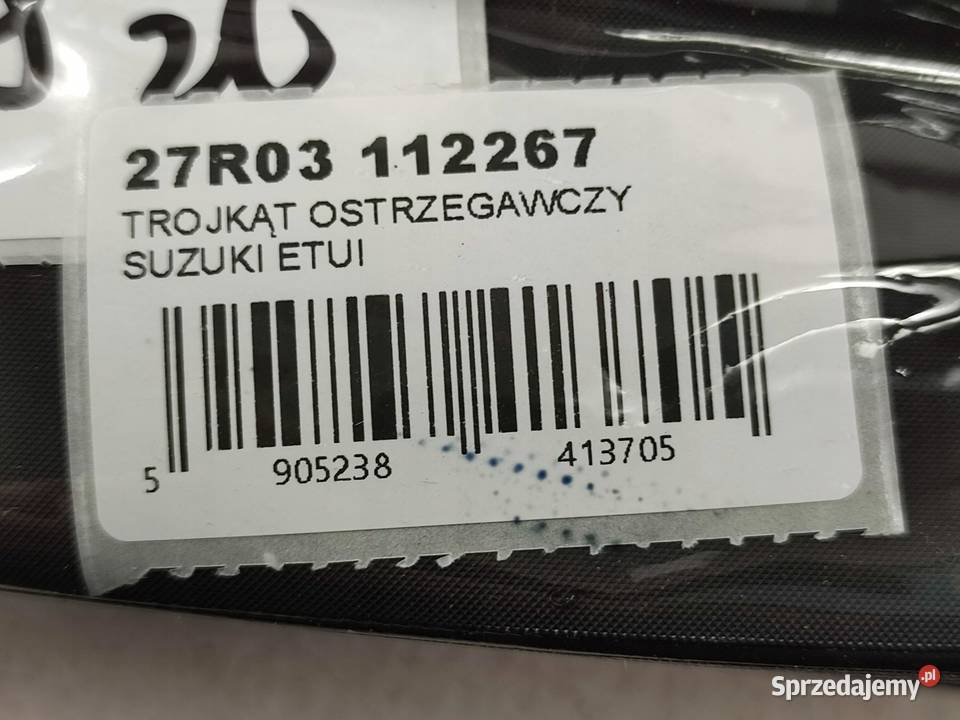 27R03 112267
TROJKĄT OSTRZEGAWCZY
SUZUKI ETUI
5 905238 413705
Sprzedajemy.pl